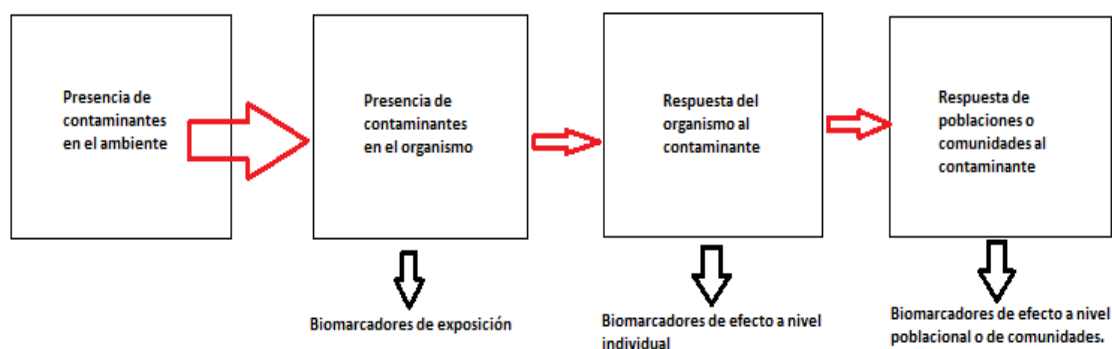 Presencia de
contaminantes
en el ambiente
Presencia de
contaminantes
en el organismo
Respuesta del
organismo al
contaminante
Respuesta de
poblaciones o
comunidades al
contaminante
Biomarcadores de exposición
Biomarcadores de efecto a nivel
individual
Biomarcadores de efecto a nivel
poblacional o de comunidades.